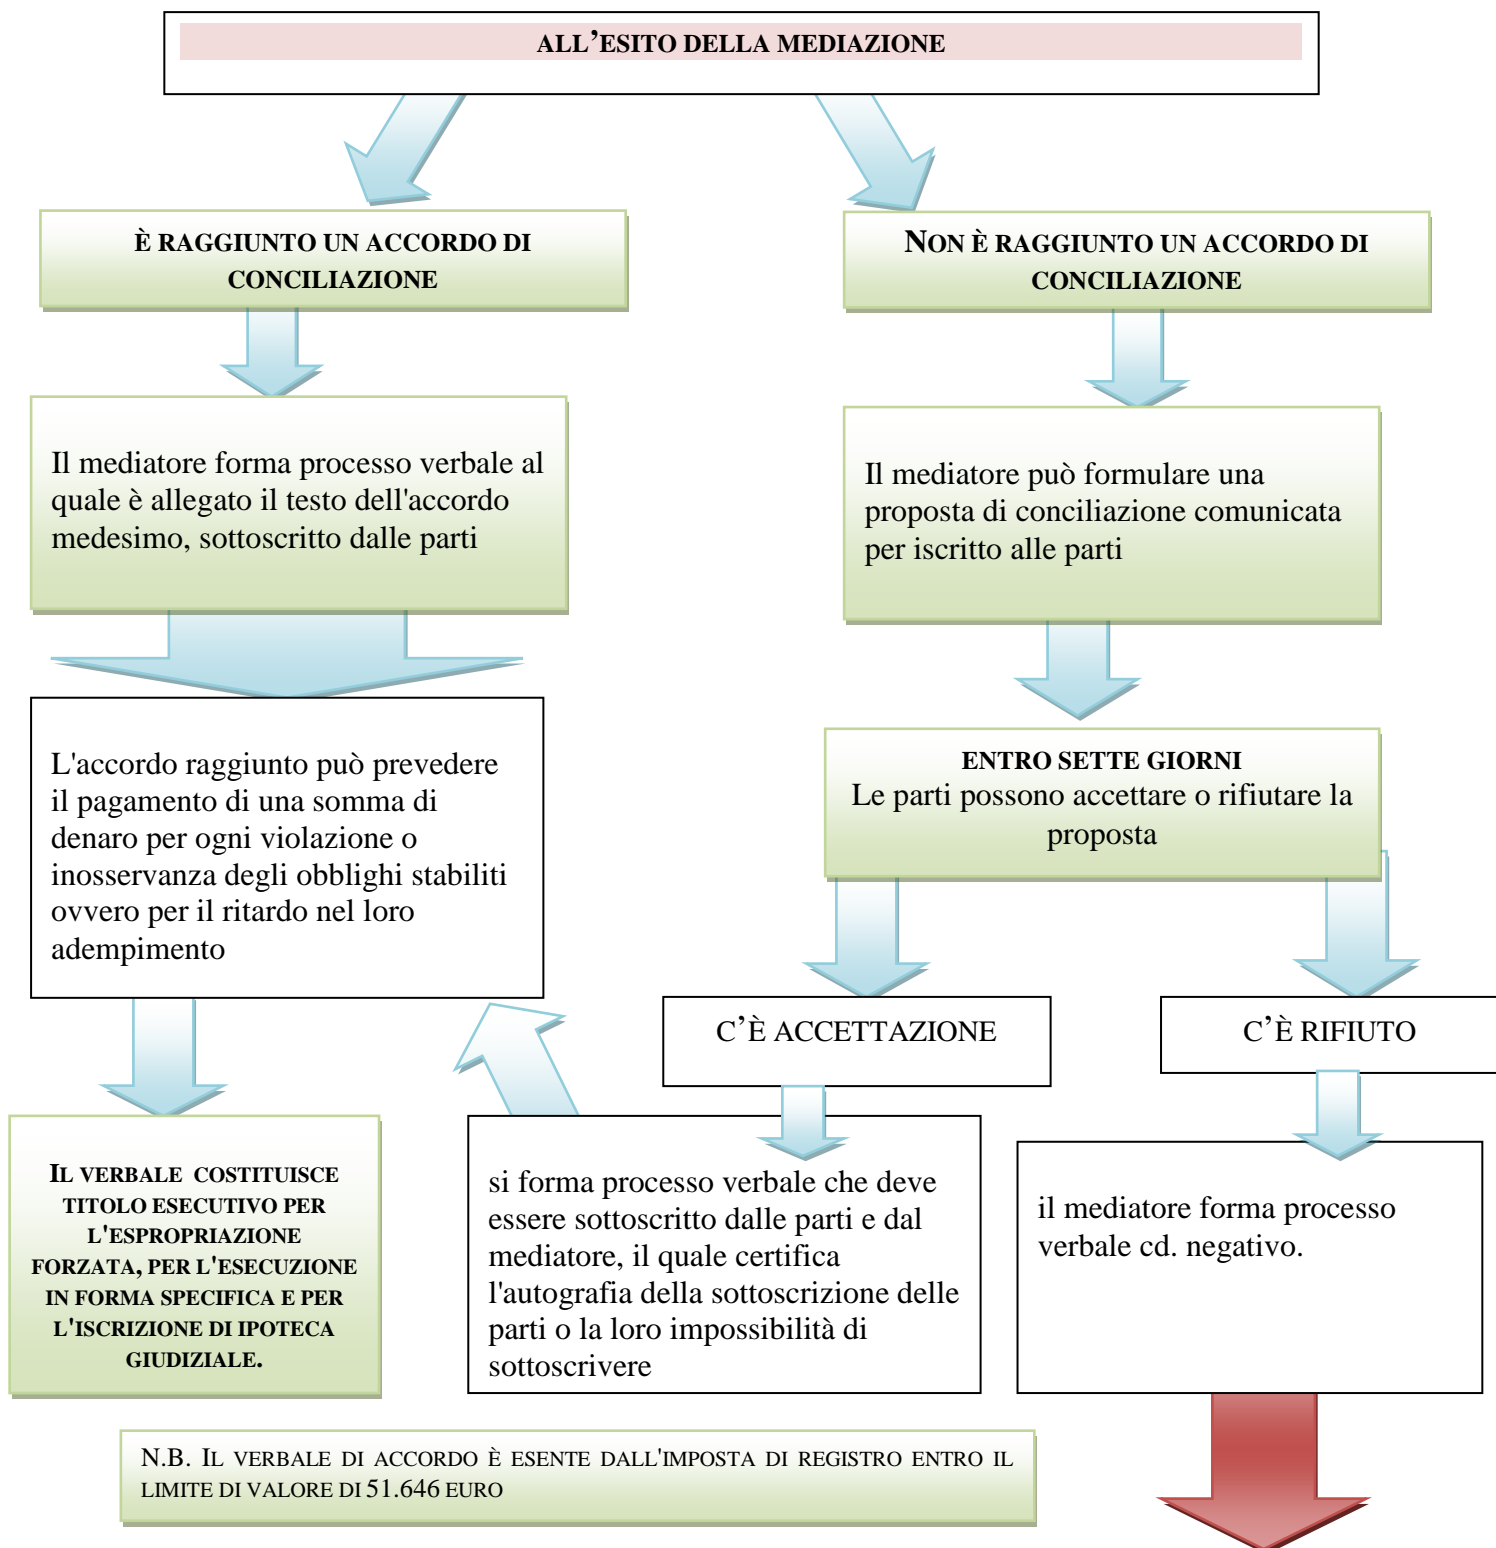 ALL'ESITO DELLA MEDIAZIONE
È RAGGIUNTO UN ACCORDO DI
CONCILIAZIONE
NON È RAGGIUNTO UN ACCORDO DI
CONCILIAZIONE
Il mediatore forma processo verbale al
quale è allegato il testo dell'accordo
medesimo, sottoscritto dalle parti
Il mediatore può formulare una
proposta di conciliazione comunicata
per iscritto alle parti
L'accordo raggiunto può prevedere
il pagamento di una somma di
denaro per ogni violazione o
inosservanza degli obblighi stabiliti
ovvero per il ritardo nel loro
adempimento
ENTRO SETTE GIORNI
Le parti possono accettare o rifiutare la
proposta
C'È ACCETTAZIONE
C'È RIFIUTO
IL VERBALE COSTITUISCE
TITOLO ESECUTIVO PER
L'ESPROPRIAZIONE
FORZATA, PER L'ESECUZIONE
IN FORMA SPECIFICA E PER
L'ISCRIZIONE DI IPOTECA
GIUDIZIALE.
si forma processo verbale che deve
essere sottoscritto dalle parti e dal
mediatore, il quale certifica
l'autografia della sottoscrizione delle
parti o la loro impossibilità di
sottoscrivere
il mediatore forma processo
verbale cd. negativo.
N.B. IL VERBALE DI ACCORDO È ESENTE DALL'IMPOSTA DI REGISTRO ENTRO IL
LIMITE DI VALORE DI 51.646 EURO